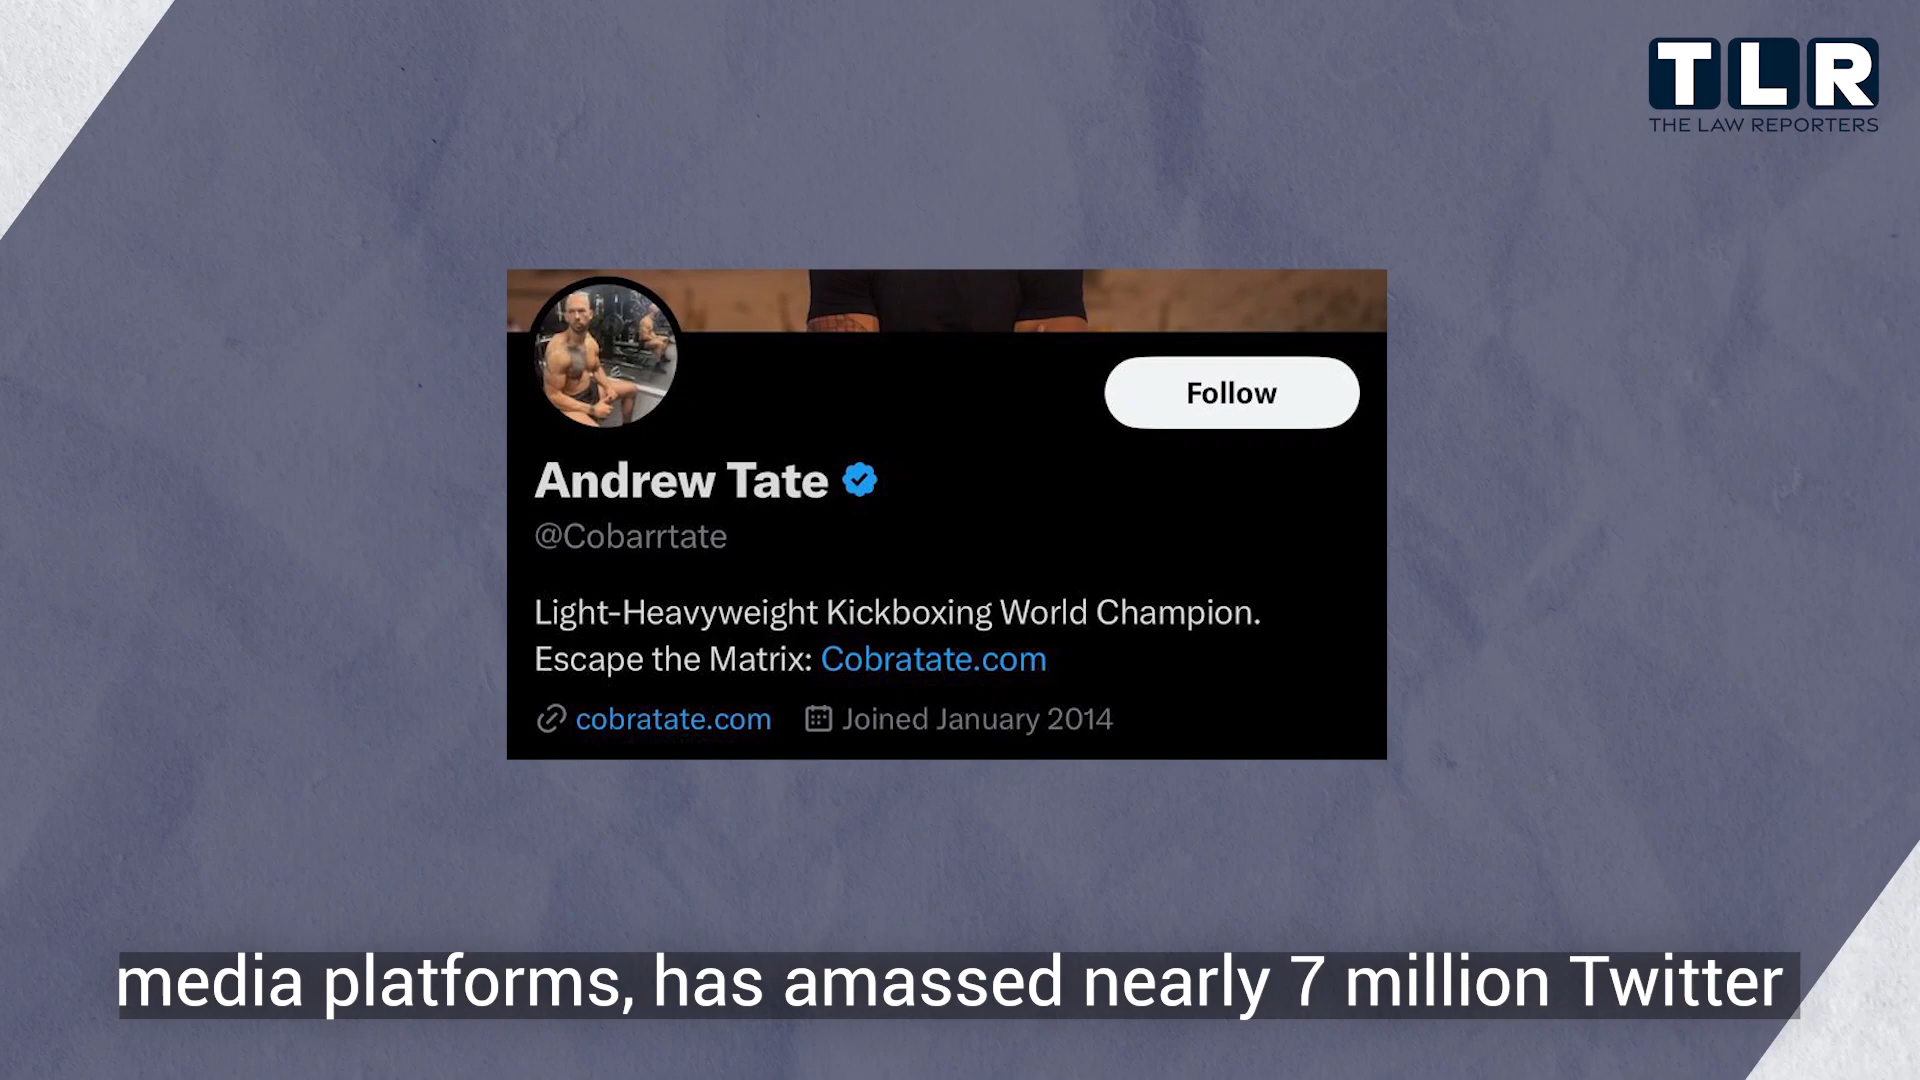 TLR
THE LAW REPORTERS
Follow
Andrew Tate
@Cobarrtate
Light-Heavyweight Kickboxing World Champion.
Escape the Matrix: Cobratate.com
cobratate.com Joined January 2014
media platforms, has amassed nearly 7 million Twitter